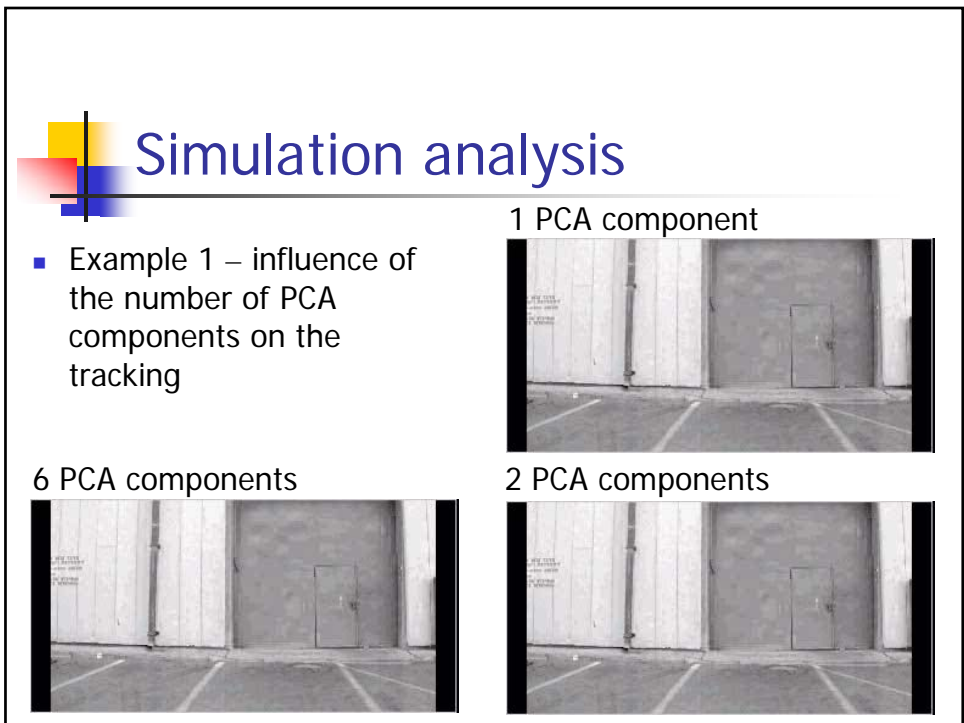 Simulation analysis
1 PCA component
■ Example 1 – influence of
the number of PCA
components on the
tracking
6 PCA components
2 PCA components